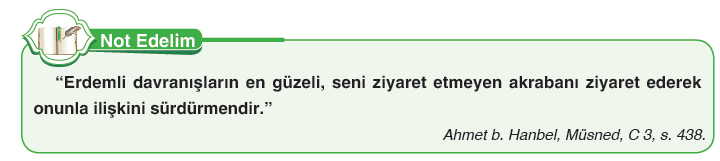 Not Edelim
“Erdemli davranışların en güzeli, seni ziyaret etmeyen akrabanı ziyaret ederek
onunla ilişkini sürdürmendir.”
Ahmet b. Hanbel, Müsned, C 3, s. 438.